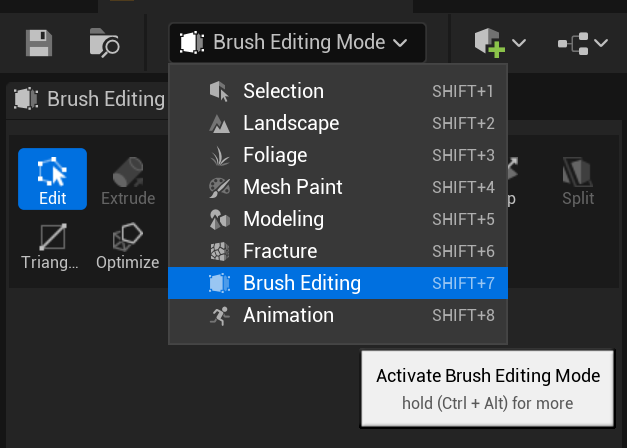 Brush Editing Mode
Brush Editing
Selection SHIFT+1
Landscape SHIFT+2
Foliage SHIFT+3
Mesh Paint SHIFT+4
Modeling SHIFT+5
Fracture SHIFT+6
Brush Editing SHIFT+7
Animation SHIFT+8
Edit
Extrude
p
Split
Triang...
Optimize
Activate Brush Editing Mode
hold (Ctrl + Alt) for more